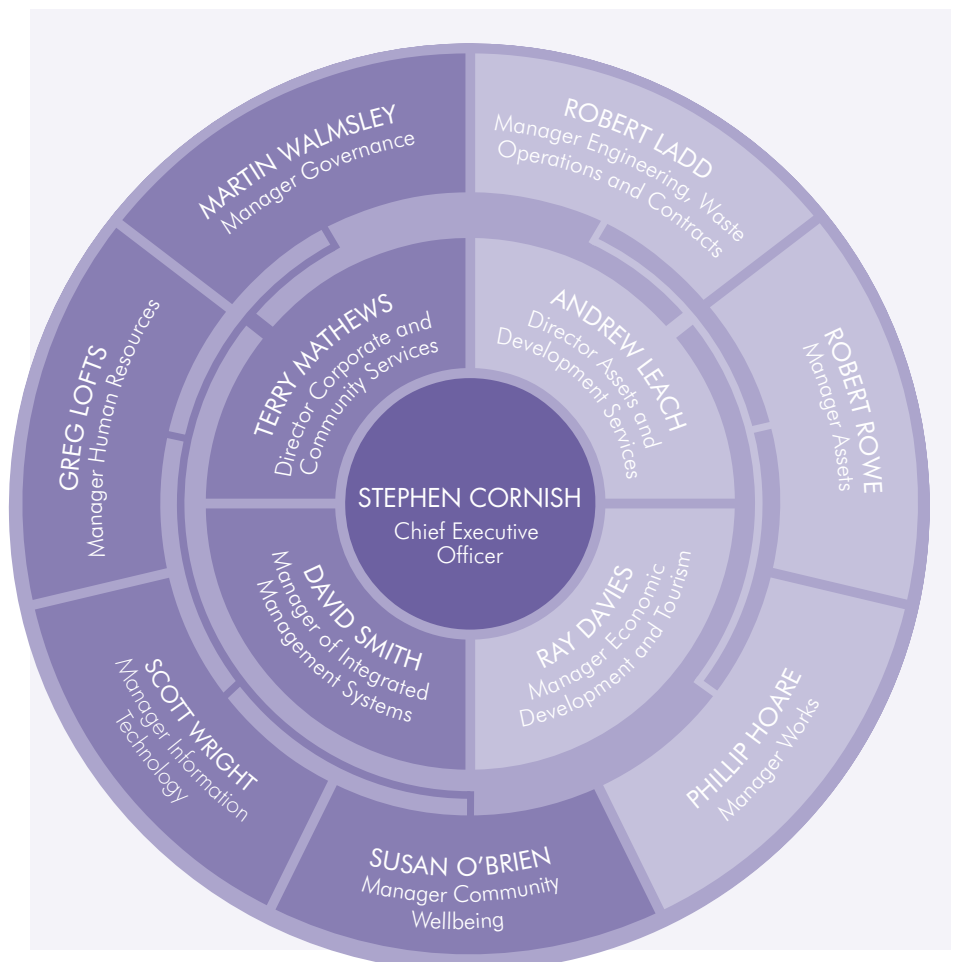 MARTIN WALMSLEY
Manager Governance
ROBERT LADD
Manager Engineering, Waste
Operations and Contracts
GREG LOFTS
Manager Human Resources
TERRY MATHEWS
Director Corporate and
Community Services
ANDREW LEACH
Director Assets and
Development Services
ROBERT ROWE
Manager Assets
STEPHEN CORNISH
Chief Executive
Officer
DAVID SMITH
Manager of Integrated
Management Systems
RAY DAVIES
Manager Economic
Development and Tourism
SCOTT WRIGHT
Manager Information
Technology
PHILLIP HOARE
Manager Works
SUSAN O’BRIEN
Manager Community
Wellbeing